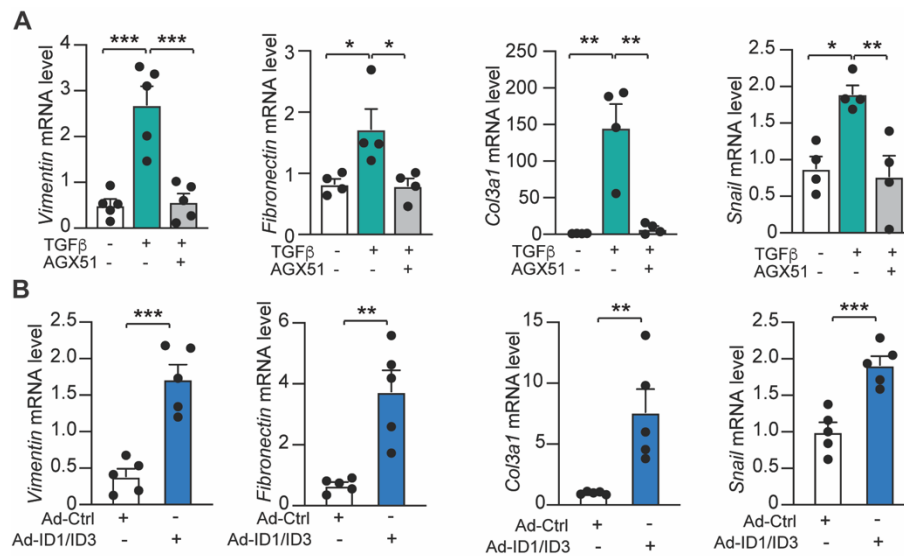 A
*** ***
* *
** **
* **
Vimentin mRNA level
4
3
2
1
0
Fibronectin mRNA level
3
2
1
0
Col3a1 mRNA level
250
200
150
100
50
0
Snail mRNA level
2.5
2.0
1.5
1.0
0.5
0.0
TGFβ - + +
AGX51 - - +
TGFβ - + +
AGX51 - - +
TGFβ - + +
AGX51 - - +
TGFβ - + +
AGX51 - - +
B
***
**
**
***
Vimentin mRNA level
2.5
2.0
1.5
1.0
0.5
0.0
Fibronectin mRNA level
6
4
2
0
Col3a1 mRNA level
15
10
5
0
Snail mRNA level
2.5
2.0
1.5
1.0
0.5
0.0
Ad-Ctrl + -
Ad-ID1/ID3 - +
Ad-Ctrl + -
Ad-ID1/ID3 - +
Ad-Ctrl + -
Ad-ID1/ID3 - +
Ad-Ctrl + -
Ad-ID1/ID3 - +